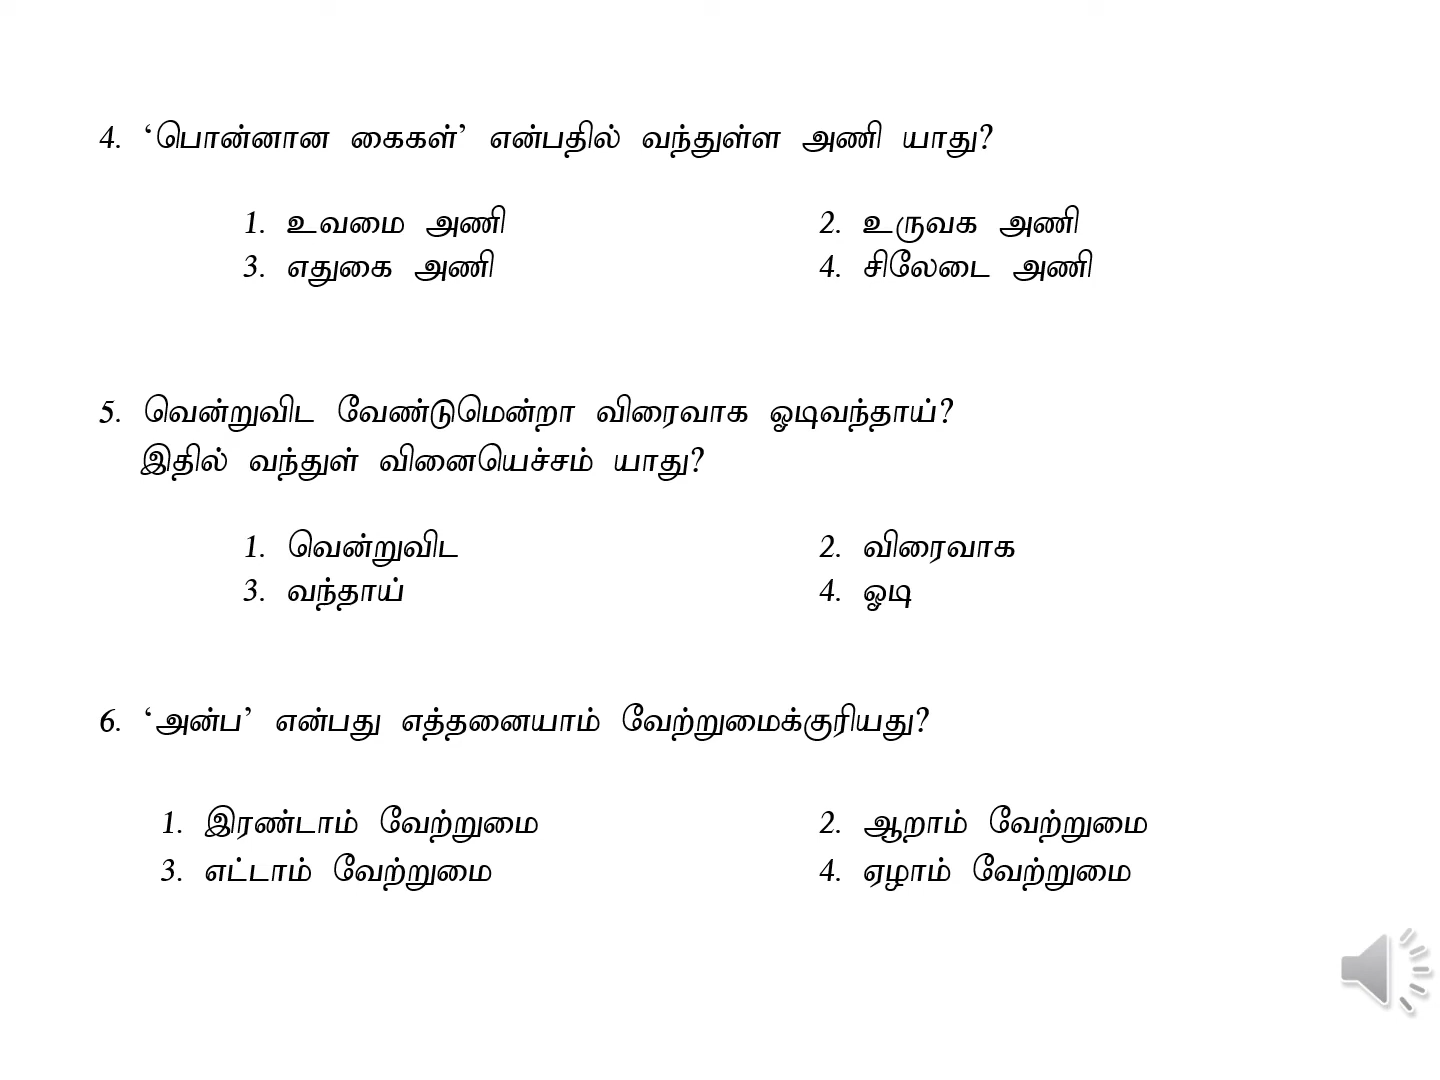 4. ‘பொன்னான கைகள்’ என்பதில் வந்துள்ள அணி யாது?
1. உவமை அணி 2. உருவக அணி
3. எதுகை அணி 4. சிலேடை அணி
5. வென்றுவிட வேண்டுமென்றா விரைவாக ஓடிவந்தாய்?
இதில் வந்துள் வினையெச்சம் யாது?
1. வென்றுவிட 2. விரைவாக
3. வந்தாய் 4. ஓடி
6. ‘அன்ப’ என்பது எத்தனையாம் வேற்றுமைக்குரியது?
1. இரண்டாம் வேற்றுமை 2. ஆறாம் வேற்றுமை
3. எட்டாம் வேற்றுமை 4. ஏழாம் வேற்றுமை